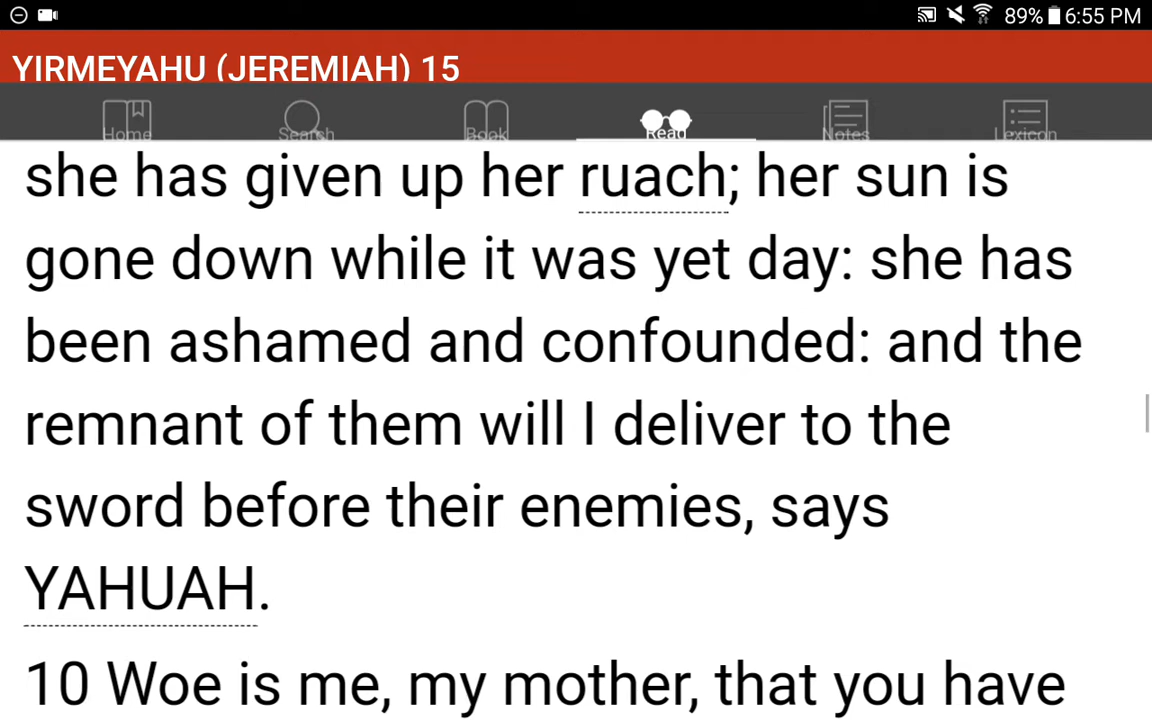 89% 6:55 PM
YIRMEYAHU (JEREMIAH) 15
Home Search Book Read Notes Lexicon
she has given up her ruach; her sun is
gone down while it was yet day: she has
been ashamed and confounded: and the
remnant of them will I deliver to the
sword before their enemies, says
YAHUAH.
10 Woe is me, my mother, that you have